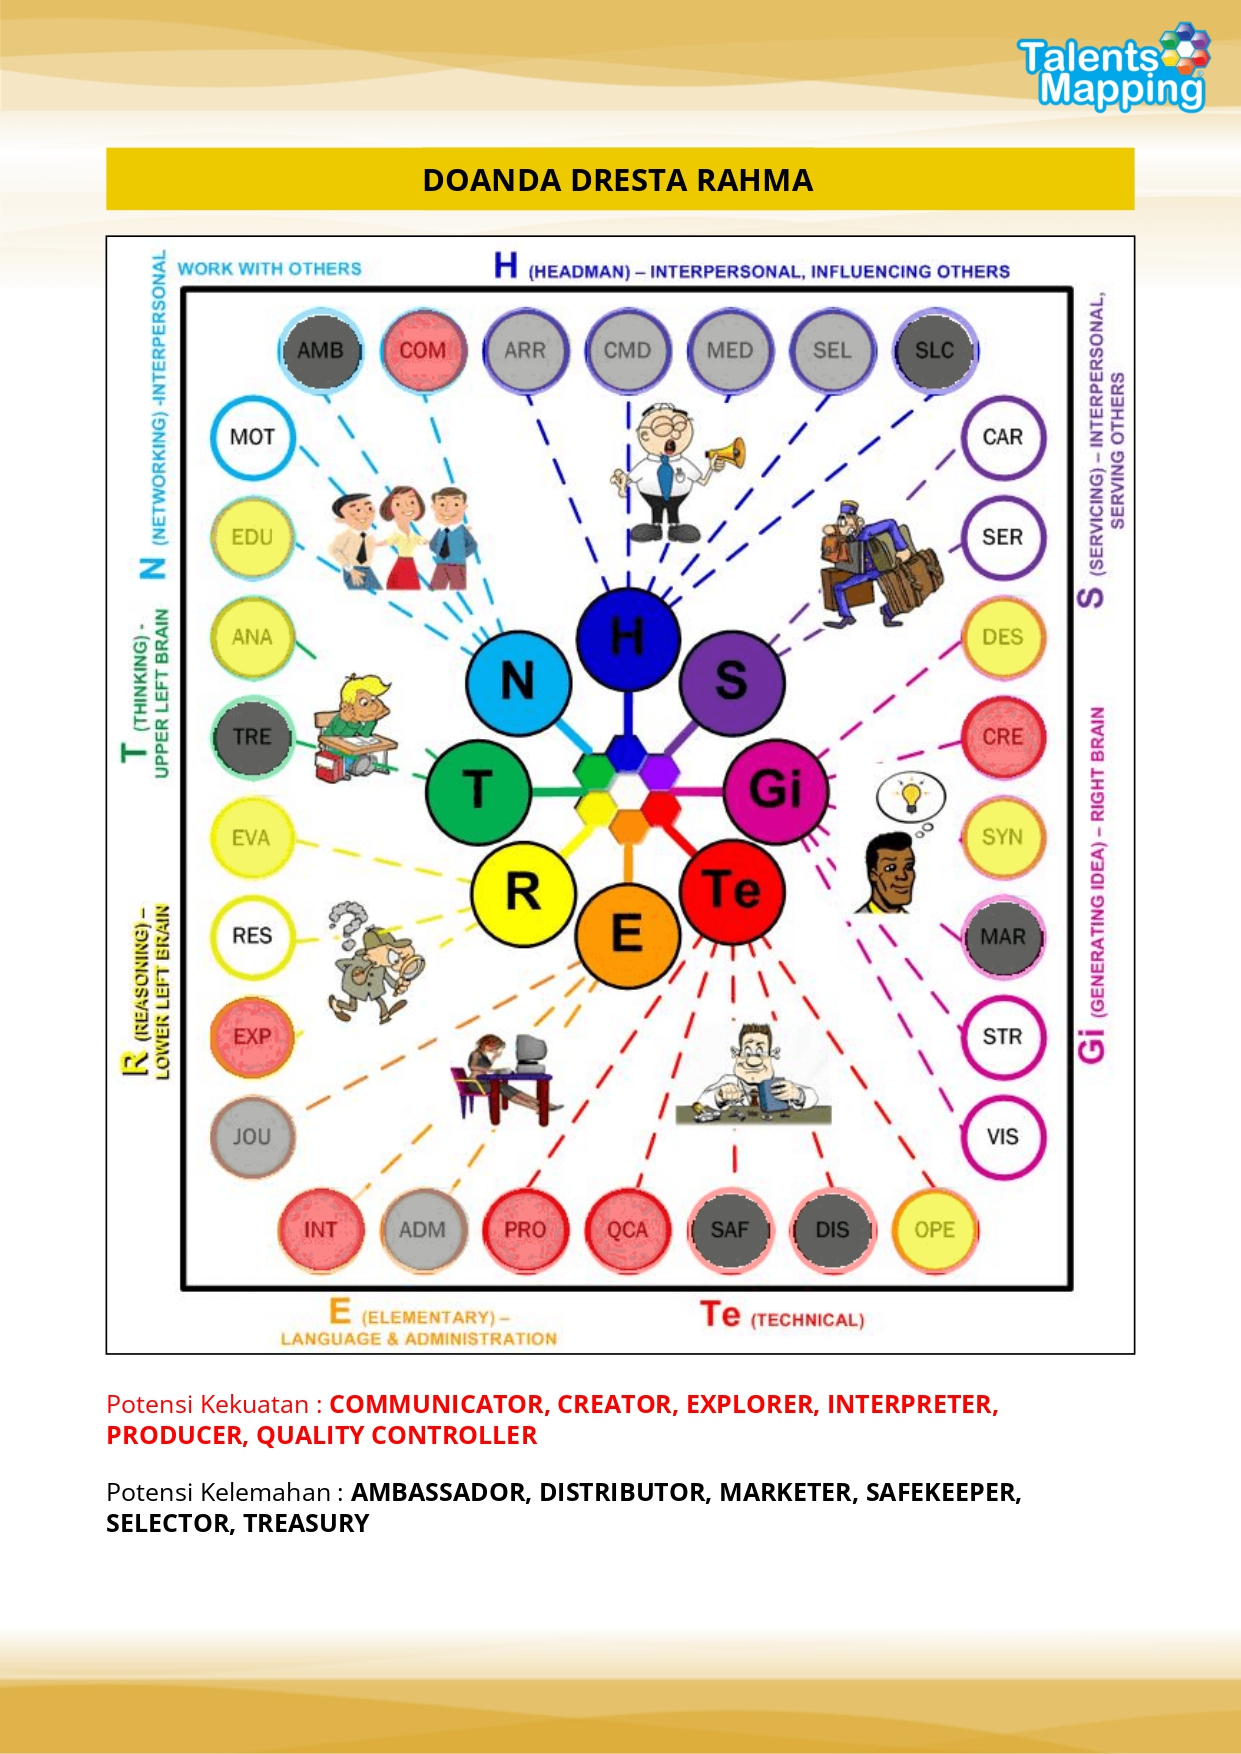 Talents
Mapping
DOANDA DRESTA RAHMA
WORK WITH OTHERS
H (HEADMAN) – INTERPERSONAL, INFLUENCING OTHERS
N (NETWORKING) -INTERPERSONAL
T (THINKING) -
UPPER LEFT BRAIN
R (REASONING) –
LOWER LEFT BRAIN
S (SERVICING) – INTERPERSONAL,
SERVING OTHERS
Gi (GENERATING IDEA) – RIGHT BRAIN
AMB
COM
ARR
CMD
MED
SEL
SLC
MOT
CAR
EDU
SER
ANA
DES
H
N
S
TRE
CRE
T
Gi
EVA
SYN
R
Te
E
RES
MAR
EXP
STR
JOU
VIS
INT
ADM
PRO
QCA
SAF
DIS
OPE
E (ELEMENTARY) –
LANGUAGE & ADMINISTRATION
Te (TECHNICAL)
Potensi Kekuatan : COMMUNICATOR, CREATOR, EXPLORER, INTERPRETER,
PRODUCER, QUALITY CONTROLLER
Potensi Kelemahan : AMBASSADOR, DISTRIBUTOR, MARKETER, SAFEKEEPER,
SELECTOR, TREASURY